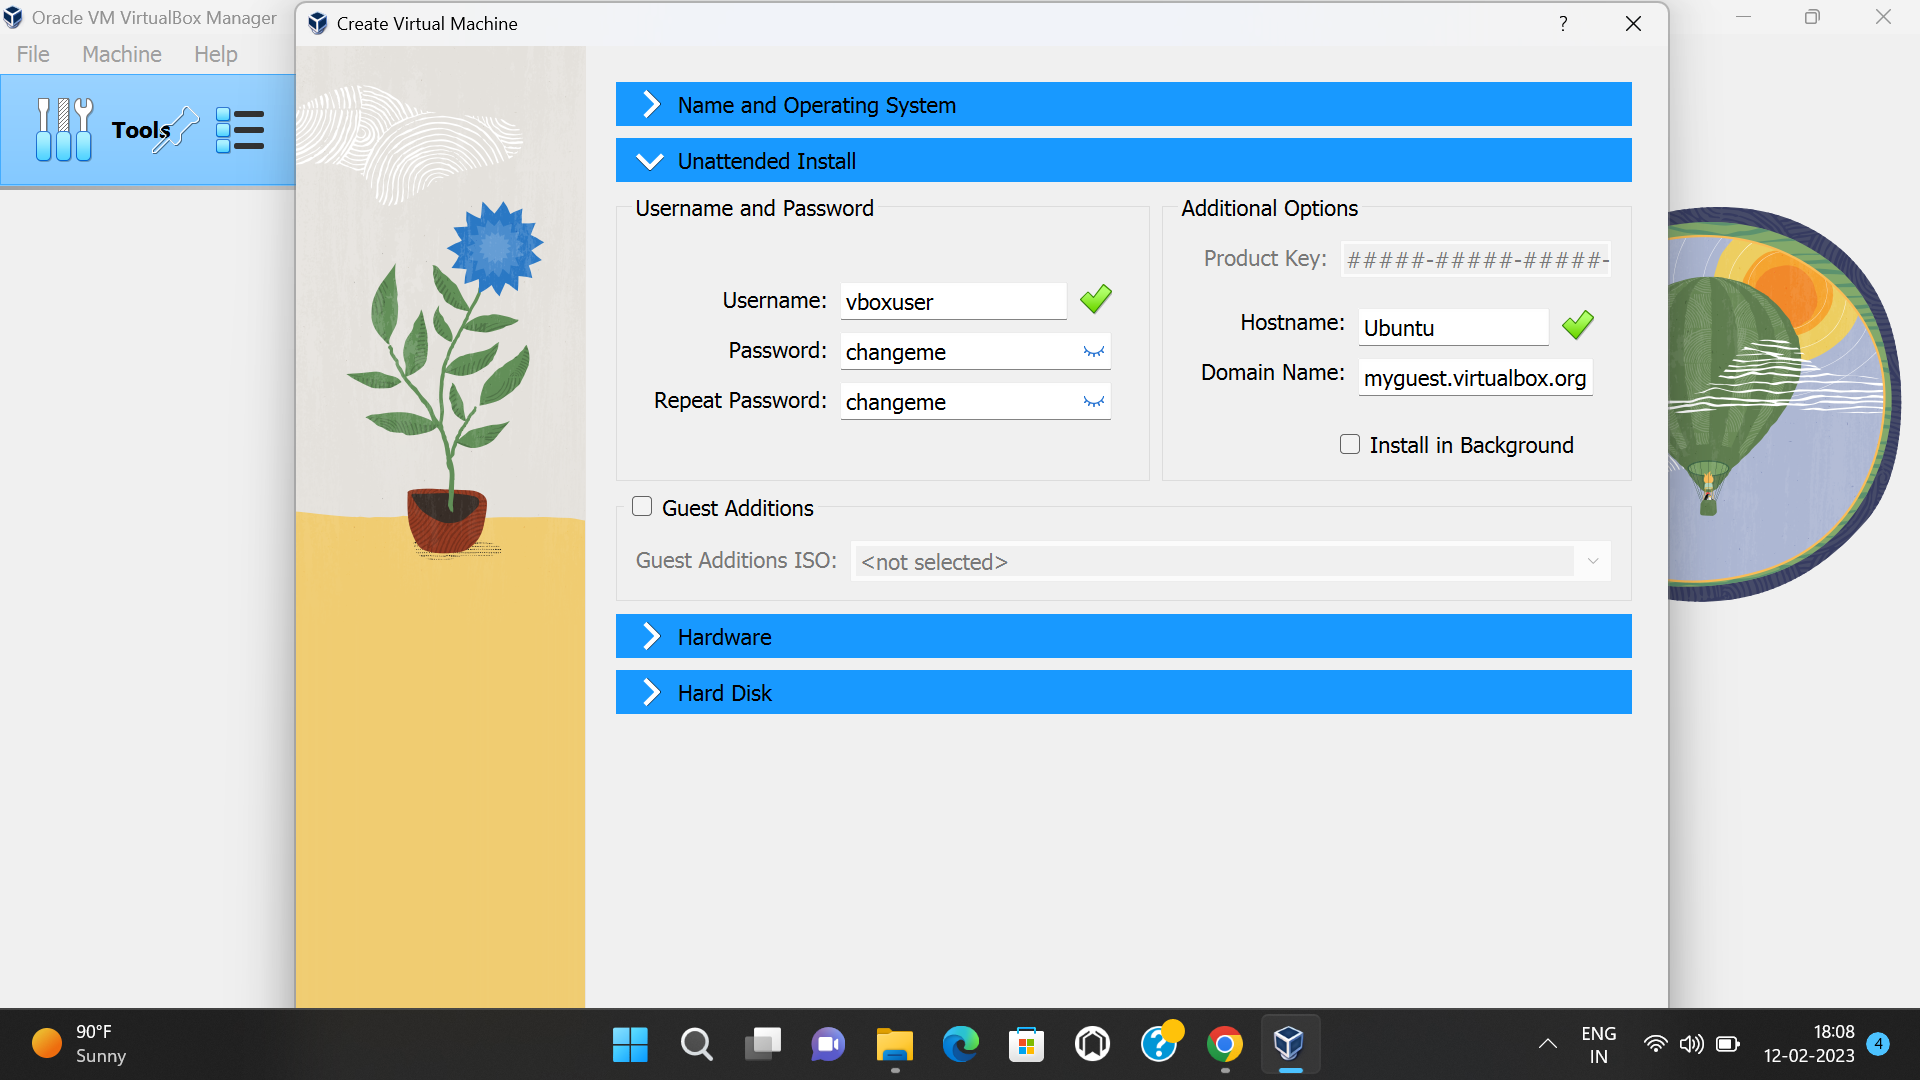 Oracle VM VirtualBox Manager
File Machine Help
Tools
Create Virtual Machine
?
Name and Operating System
Unattended Install
Username and Password
Username: vboxuser
Password: changeme
Repeat Password: changeme
Additional Options
Product Key: #####-#####-#####-
Hostname: Ubuntu
Domain Name: myguest.virtualbox.org
Install in Background
Guest Additions
Guest Additions ISO: <not selected>
Hardware
Hard Disk
90°F
Sunny
ENG
IN
18:08
12-02-2023
4